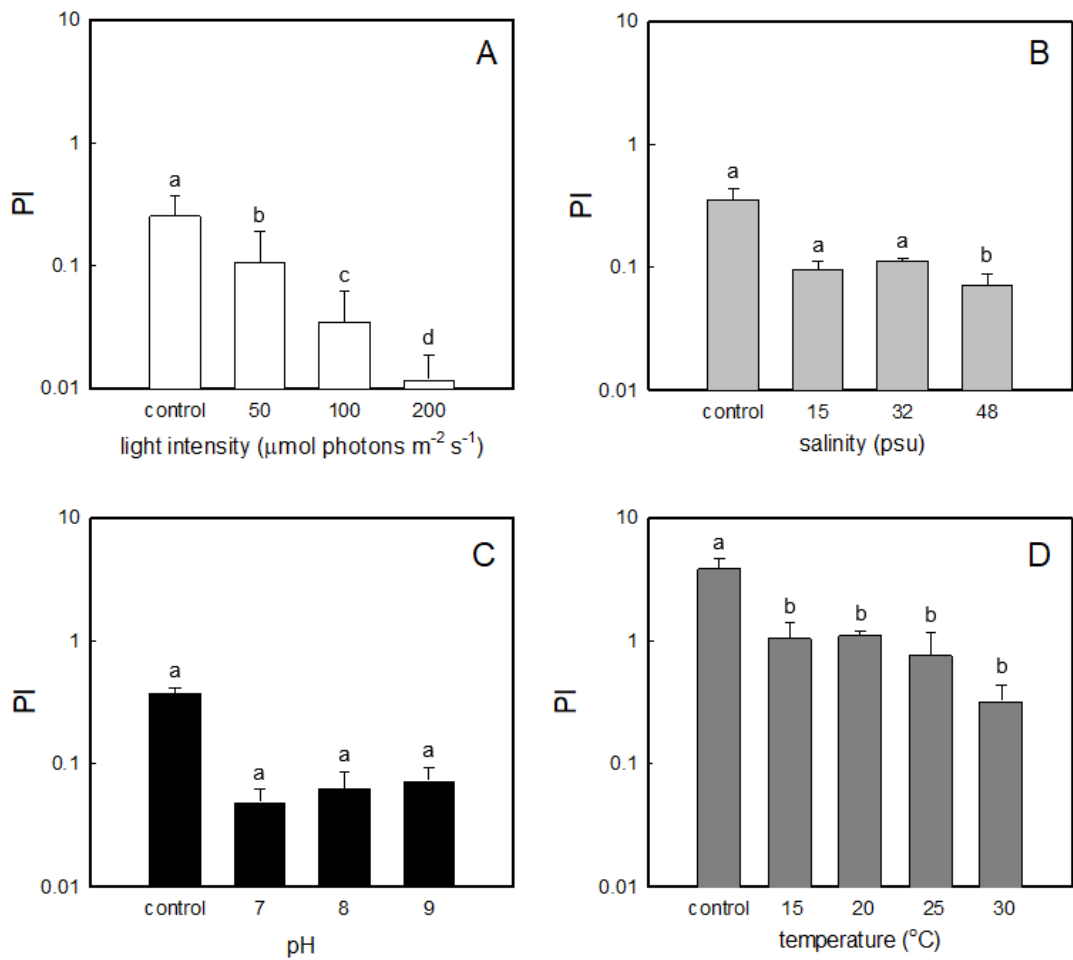 10
1
0.1
0.01
PI
A
a
b
c
d
control 50 100 200
light intensity (μmol photons m⁻² s⁻¹)
10
1
0.1
0.01
PI
B
a
a
a
b
control 15 32 48
salinity (psu)
10
1
0.1
0.01
PI
C
a
a
a
a
control 7 8 9
pH
10
1
0.1
0.01
PI
D
a
b
b
b
b
control 15 20 25 30
temperature (°C)